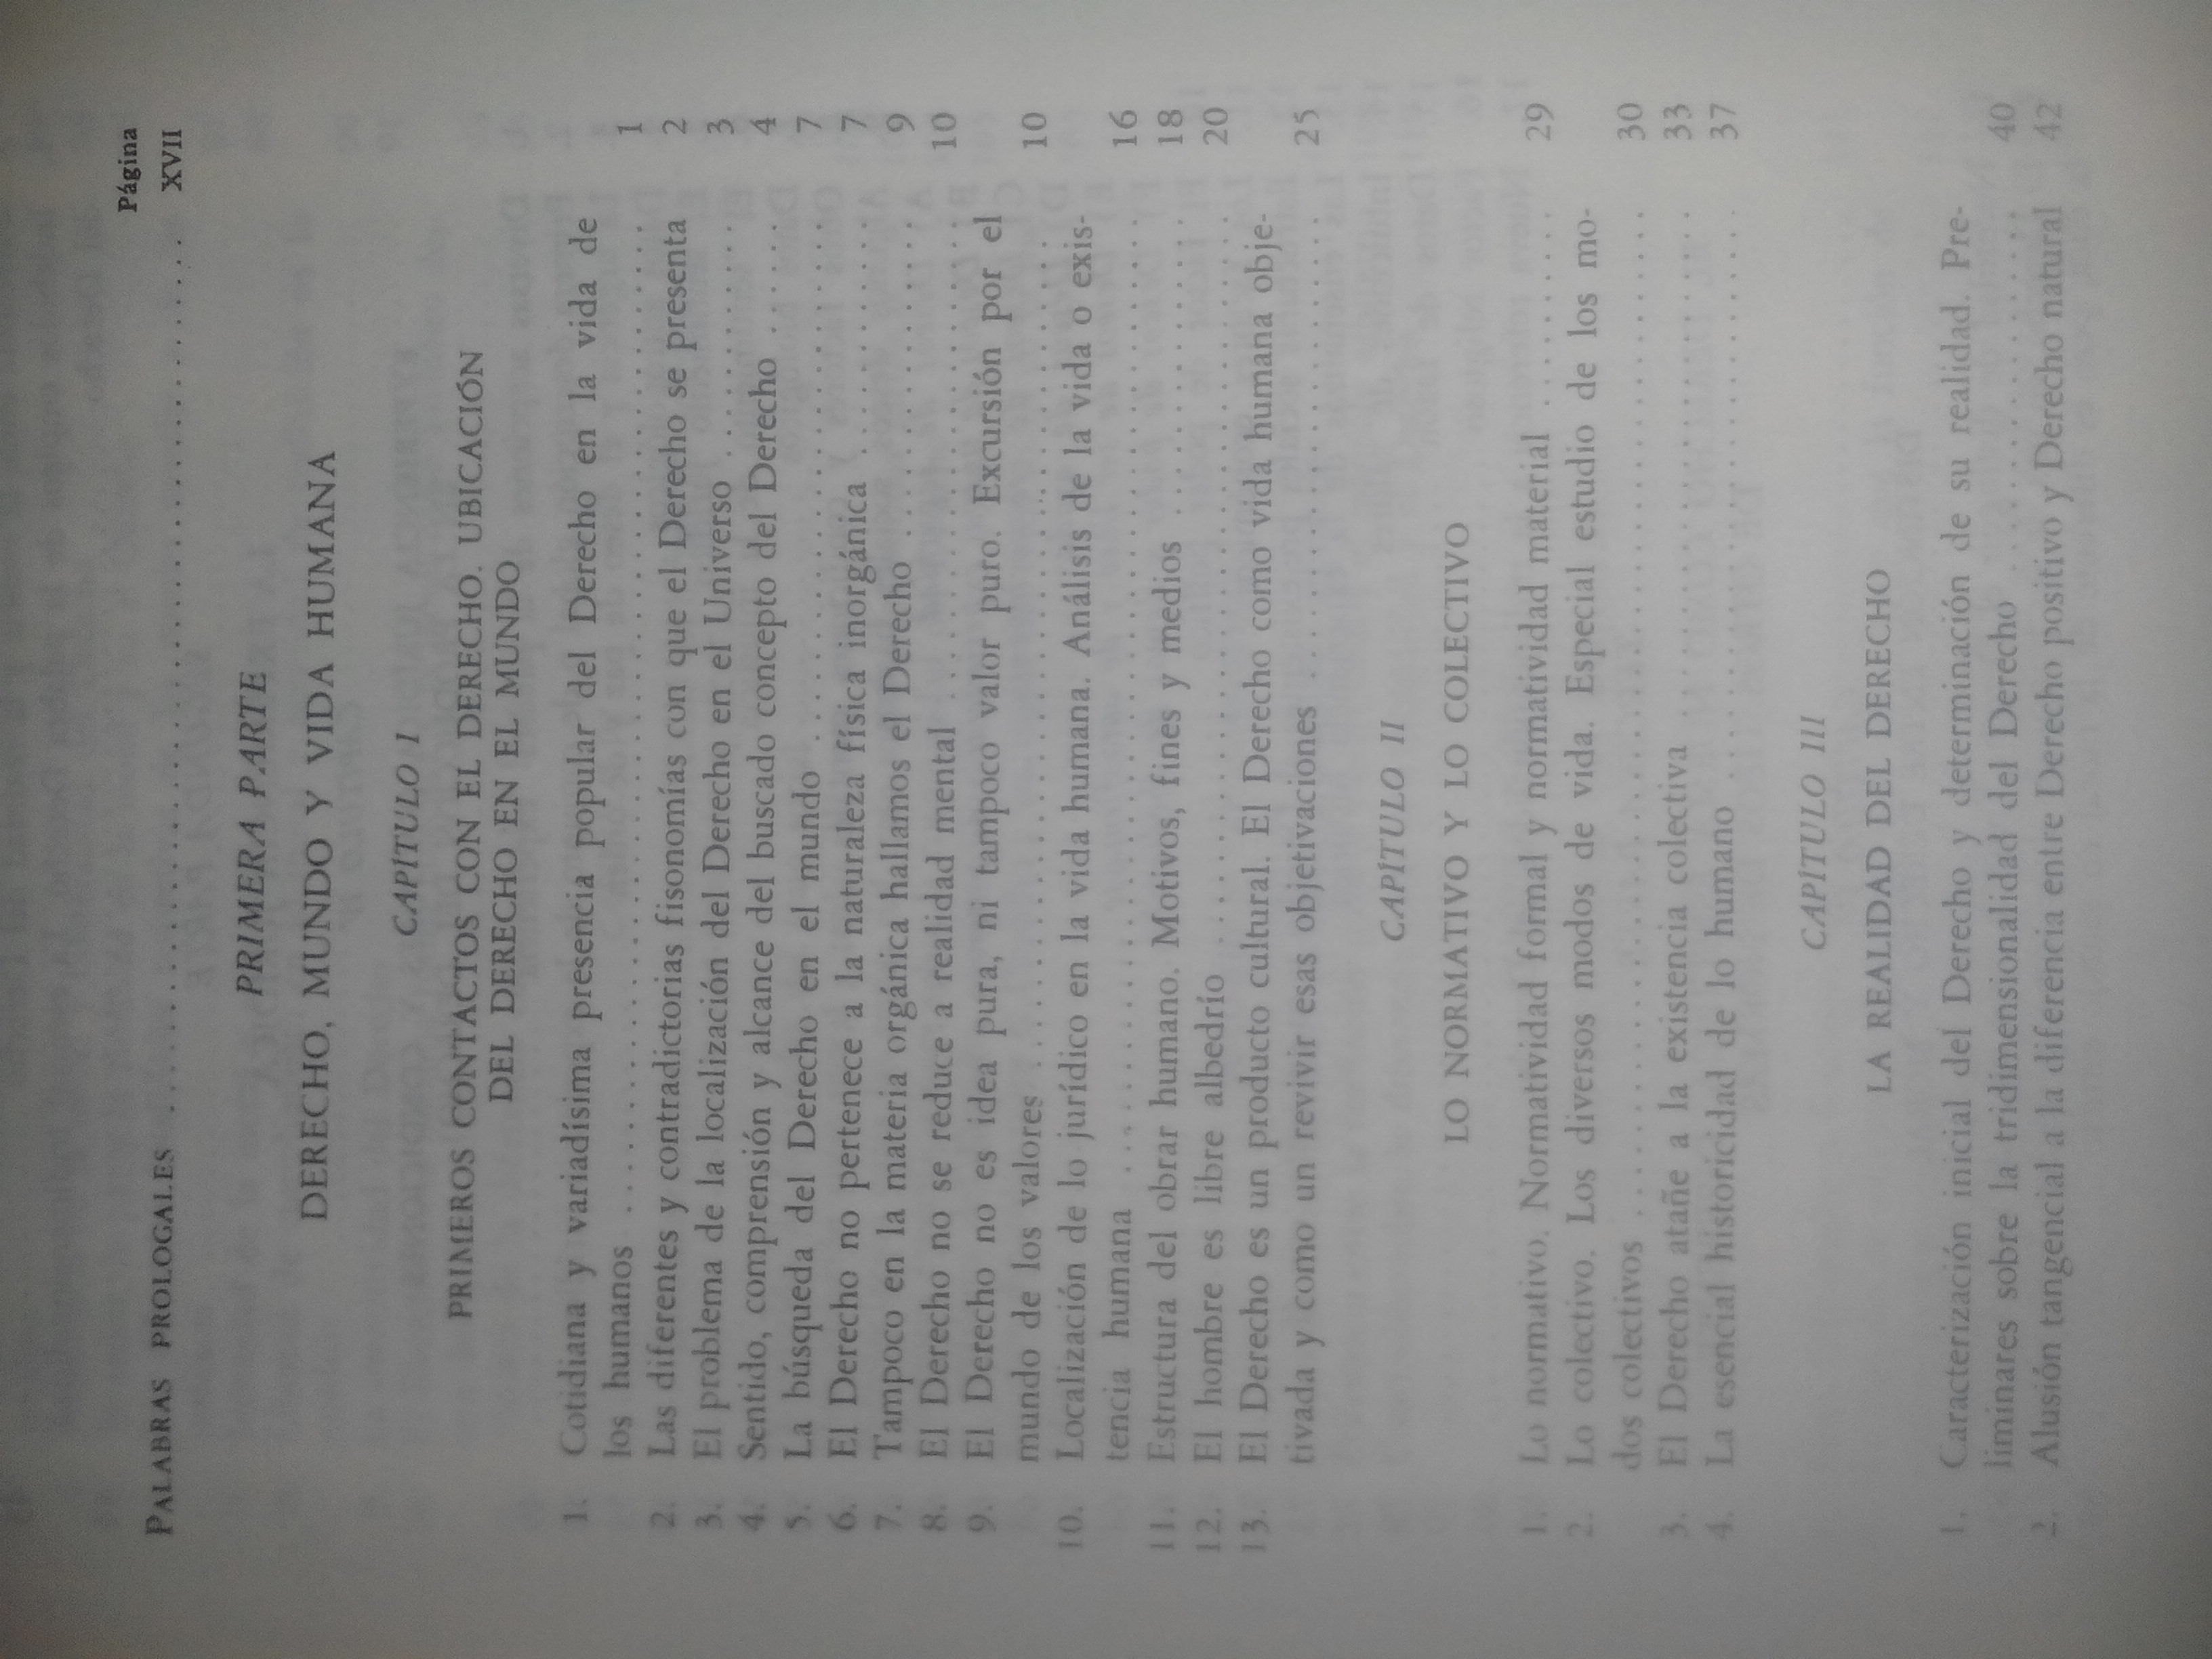 Página
PALABRAS PROLOGALES .......................... XVII
PRIMERA PARTE
DERECHO, MUNDO Y VIDA HUMANA
CAPÍTULO I
PRIMEROS CONTACTOS CON EL DERECHO. UBICACIÓN
DEL DERECHO EN EL MUNDO
1. Cotidiana y variadísima presencia popular del Derecho en la vida de
los humanos .......................... 1
2. Las diferentes y contradictorias fisonomías con que el Derecho se presenta 2
3. El problema de la localización del Derecho en el Universo .......... 3
4. Sentido, comprensión y alcance del buscado concepto del Derecho ..... 4
5. La búsqueda del Derecho en el mundo .................. 7
6. El Derecho no pertenece a la naturaleza física inorgánica .......... 7
7. Tampoco en la materia orgánica hallamos el Derecho ............ 9
8. El Derecho no se reduce a realidad mental ................ 10
9. El Derecho no es idea pura, ni tampoco valor puro. Excursión por el
mundo de los valores .......................... 10
10. Localización de lo jurídico en la vida humana. Análisis de la vida o exis-
tencia humana .......................... 16
11. Estructura del obrar humano. Motivos, fines y medios ............ 18
12. El hombre es libre albedrío .......................... 20
13. El Derecho es un producto cultural. El Derecho como vida humana obje-
tivada y como un revivir esas objetivaciones ................ 25
CAPÍTULO II
LO NORMATIVO Y LO COLECTIVO
1. Lo normativo. Normatividad formal y normatividad material ........ 29
2. Lo colectivo. Los diversos modos de vida. Especial estudio de los mo-
dos colectivos .......................... 30
3. El Derecho atañe a la existencia colectiva .................. 33
4. La esencial historicidad de lo humano .................. 37
CAPÍTULO III
LA REALIDAD DEL DERECHO
1. Caracterización inicial del Derecho y determinación de su realidad. Pre-
liminares sobre la tridimensionalidad del Derecho .............. 40
2. Alusión tangencial a la diferencia entre Derecho positivo y Derecho natural 42